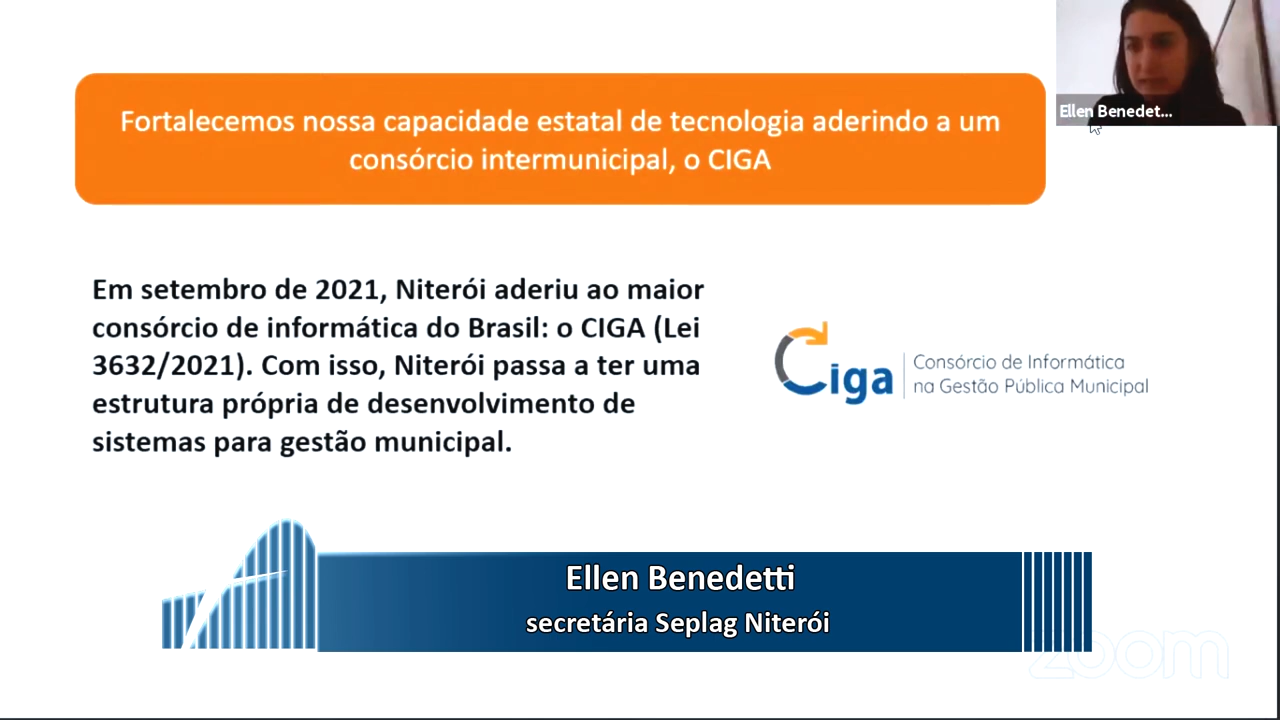 Fortalecemos nossa capacidade estatal de tecnologia aderindo a um
consórcio intermunicipal, o CIGA
Ellen Benedet...
Em setembro de 2021, Niterói aderiu ao maior
consórcio de informática do Brasil: o CIGA (Lei
3632/2021). Com isso, Niterói passa a ter uma
estrutura própria de desenvolvimento de
sistemas para gestão municipal.
Ciga
Consórcio de Informática
na Gestão Pública Municipal
Ellen Benedetti
secretária Seplag Niterói
zoom